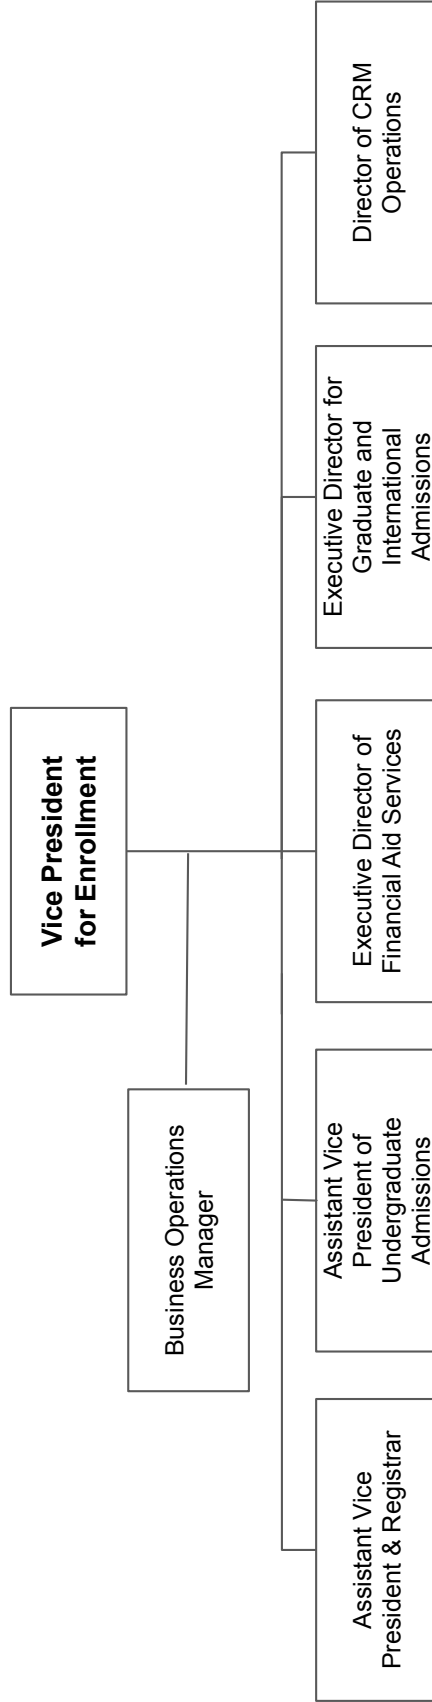 Vice President
for Enrollment
Business Operations
Manager
Assistant Vice
President & Registrar
Assistant Vice
President of
Undergraduate
Admissions
Executive Director of
Financial Aid Services
Executive Director for
Graduate and
International
Admissions
Director of CRM
Operations